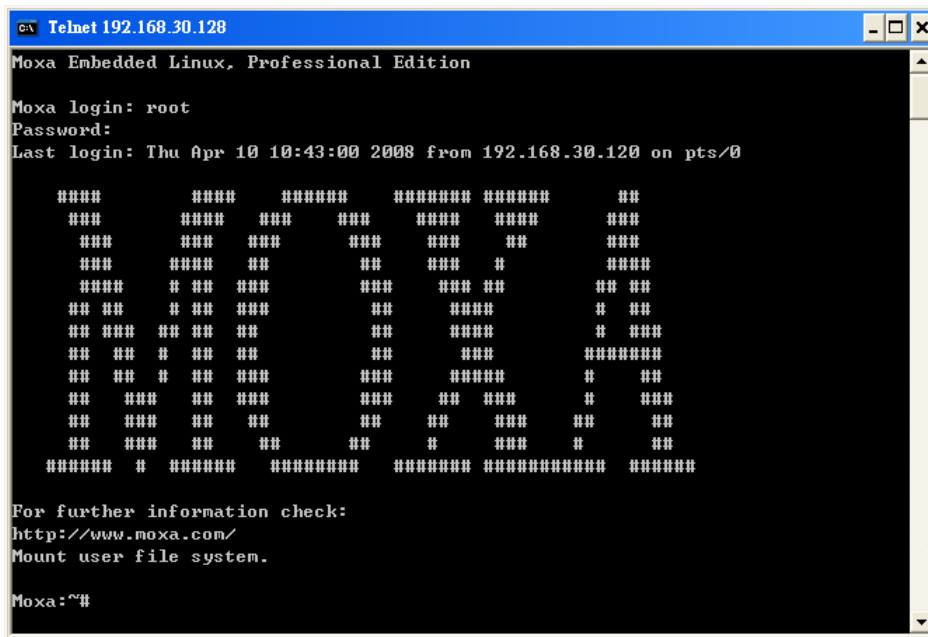 Telnet 192.168.30.128
Moxa Embedded Linux, Professional Edition
Moxa login: root
Password:
Last login: Thu Apr 10 10:43:00 2008 from 192.168.30.120 on pts/0
MOXA
For further information check:
http://www.moxa.com/
Mount user file system.
Moxa:~#